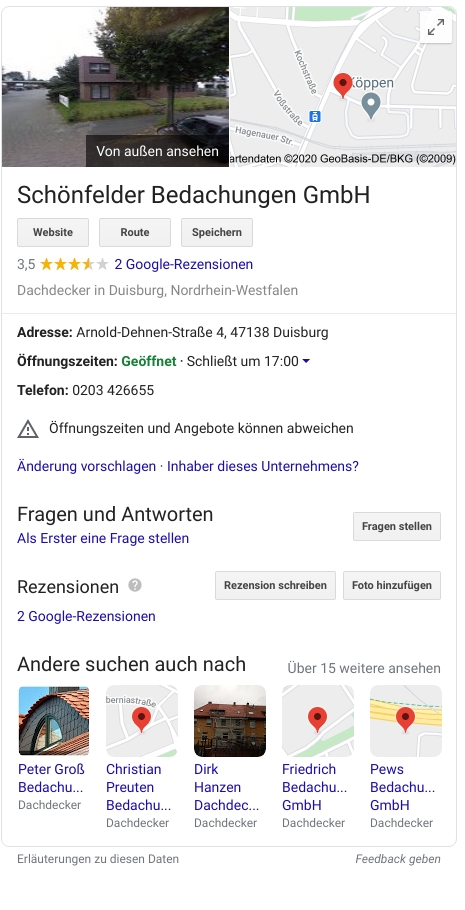 Kochstraße
Köppen
Voßstraße
Hagenauer Str.
Von außen ansehen
artendaten ©2020 GeoBasis-DE/BKG (©2009)
Schönfelder Bedachungen GmbH
Website Route Speichern
3,5 2 Google-Rezensionen
Dachdecker in Duisburg, Nordrhein-Westfalen
Adresse: Arnold-Dehnen-Straße 4, 47138 Duisburg
Öffnungszeiten: Geöffnet · Schließt um 17:00
Telefon: 0203 426655
Öffnungszeiten und Angebote können abweichen
Änderung vorschlagen · Inhaber dieses Unternehmens?
Fragen und Antworten
Fragen stellen
Als Erster eine Frage stellen
Rezensionen ? Rezension schreiben Foto hinzufügen
2 Google-Rezensionen
Andere suchen auch nach Über 15 weitere ansehen
berniastraße
Peter Groß Bedachu...
Dachdecker
Christian Preuten Bedachu...
Dachdecker
Dirk Hanzen Dachdec...
Dachdecker
Friedrich Bedachu... GmbH
Dachdecker
Pews Bedachu... GmbH
Dachdecker
Erläuterungen zu diesen Daten Feedback geben